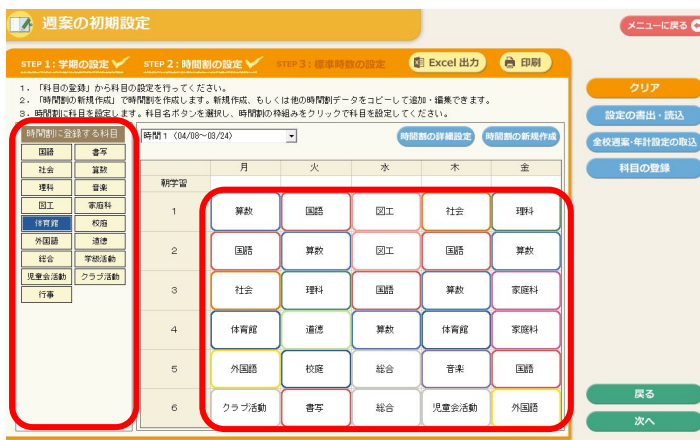 週案の初期設定
メニューに戻る
STEP 1：学期の設定 STEP 2：時間割の設定 STEP 3：標準時数の設定 Excel 出力 印刷
1．「科目の登録」から科目の設定を行ってください。
2．「時間割の新規作成」で時間割を作成します。新規作成、もしくは他の時間割データをコピーして追加・編集できます。
3．時間割に科目を設定します。科目名ボタンを選択し、時間割の枠組みをクリックで科目を設定してください。
クリア
設定の書出・読込
全校週案・年計設定の取込
科目の登録
時間割に登録する科目
国語 書写
社会 算数
理科 音楽
図工 家庭科
体育館 校庭
外国語 道徳
総合 学級活動
児童会活動 クラブ活動
行事
時間1 (04/08～03/24) 時間割の詳細設定 時間割の新規作成
月 火 水 木 金
朝学習
1 算数 国語 図工 社会 理科
2 国語 算数 図工 国語 算数
3 社会 理科 国語 算数 家庭科
4 体育館 道徳 算数 体育館 家庭科
5 外国語 校庭 総合 音楽 国語
6 クラブ活動 書写 総合 児童会活動 外国語
戻る
次へ